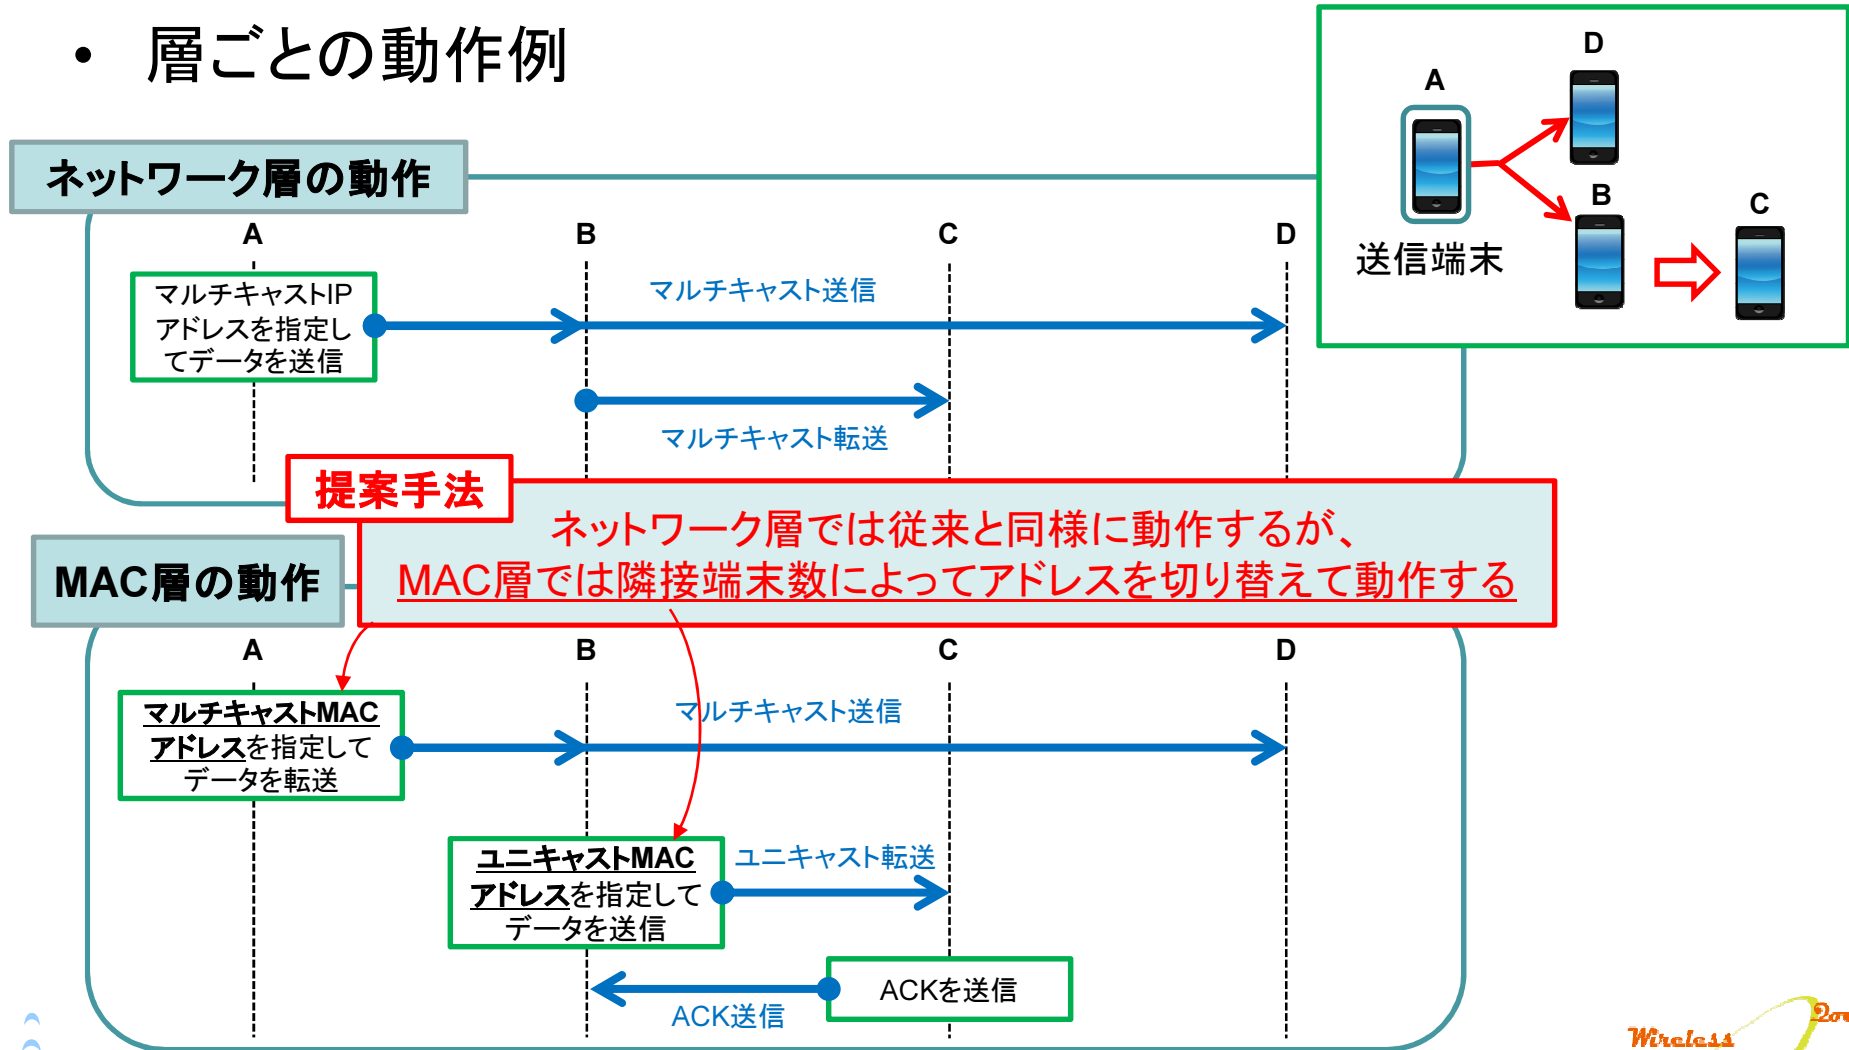 • 層ごとの動作例
D
A
B
C
送信端末
ネットワーク層の動作
A
B
C
D
マルチキャストIP
アドレスを指定し
てデータを送信
マルチキャスト送信
マルチキャスト転送
提案手法
ネットワーク層では従来と同様に動作するが、
MAC層では隣接端末数によってアドレスを切り替えて動作する
MAC層の動作
A
B
C
D
マルチキャストMAC
アドレスを指定して
データを転送
マルチキャスト送信
ユニキャストMAC
アドレスを指定して
データを送信
ユニキャスト転送
ACKを送信
ACK送信
Wireless